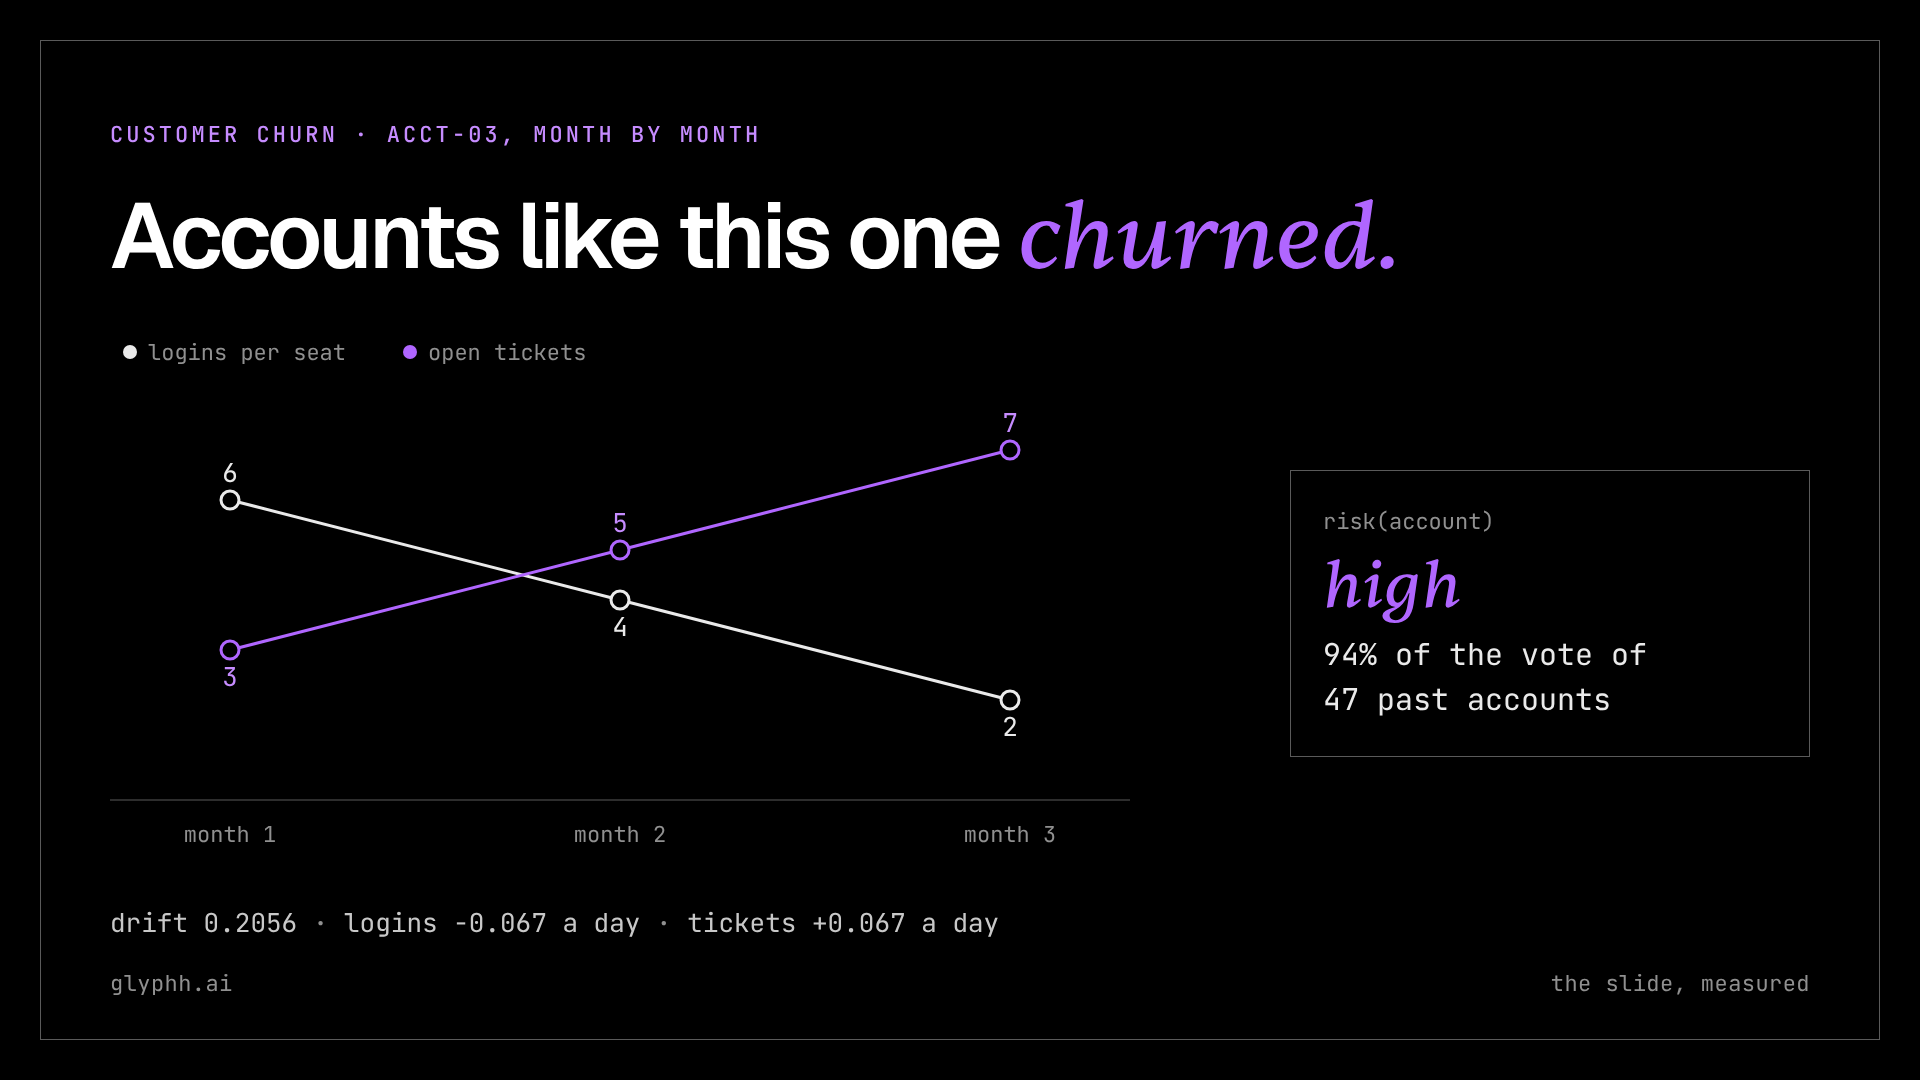 CUSTOMER CHURN · ACCT-03, MONTH BY MONTH
Accounts like this one churned.
logins per seat
open tickets
7
6
5
4
3
2
month 1
month 2
month 3
risk(account)
high
94% of the vote of
47 past accounts
drift 0.2056 · logins -0.067 a day · tickets +0.067 a day
glyphh.ai
the slide, measured